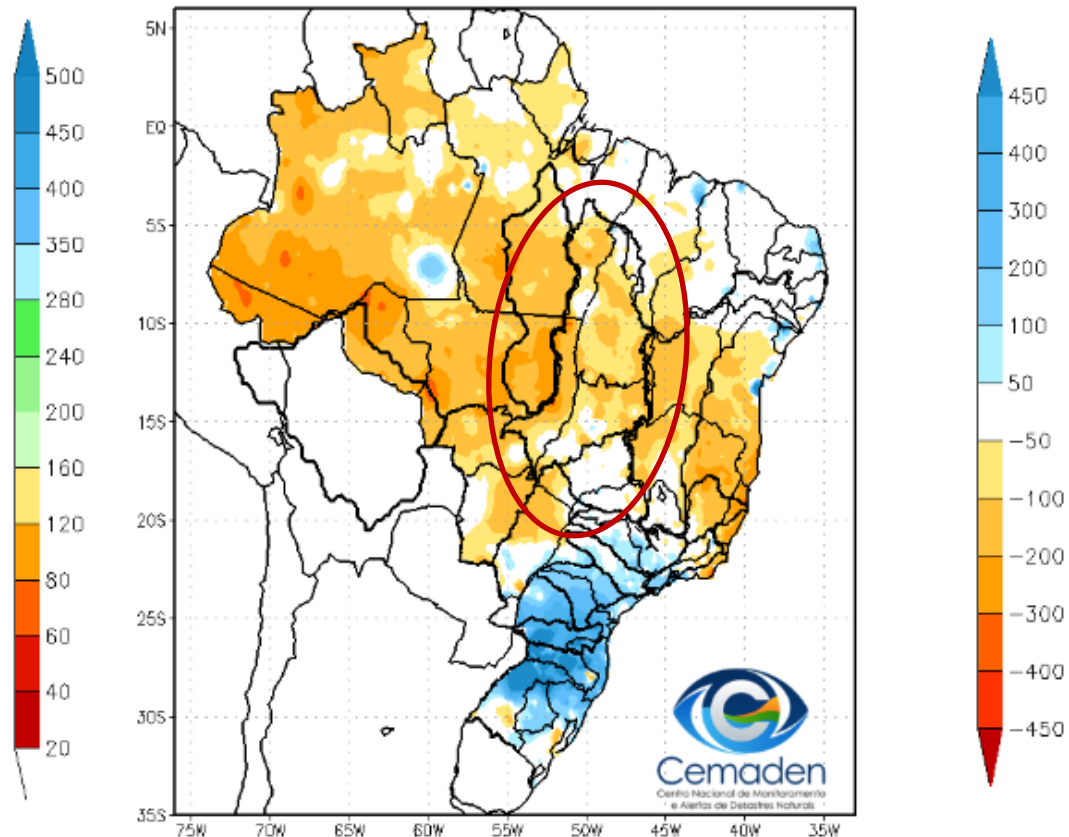 500
450
400
350
280
240
200
160
120
80
60
40
20
5N
EQ
5S
10S
15S
20S
25S
30S
35S
75W
70W
65W
60W
55W
50W
45W
40W
35W
Cemaden
Centro Nacional de Monitoramento
e Alertas de Desastres Naturais
450
400
300
200
100
50
−50
−100
−200
−300
−400
−450